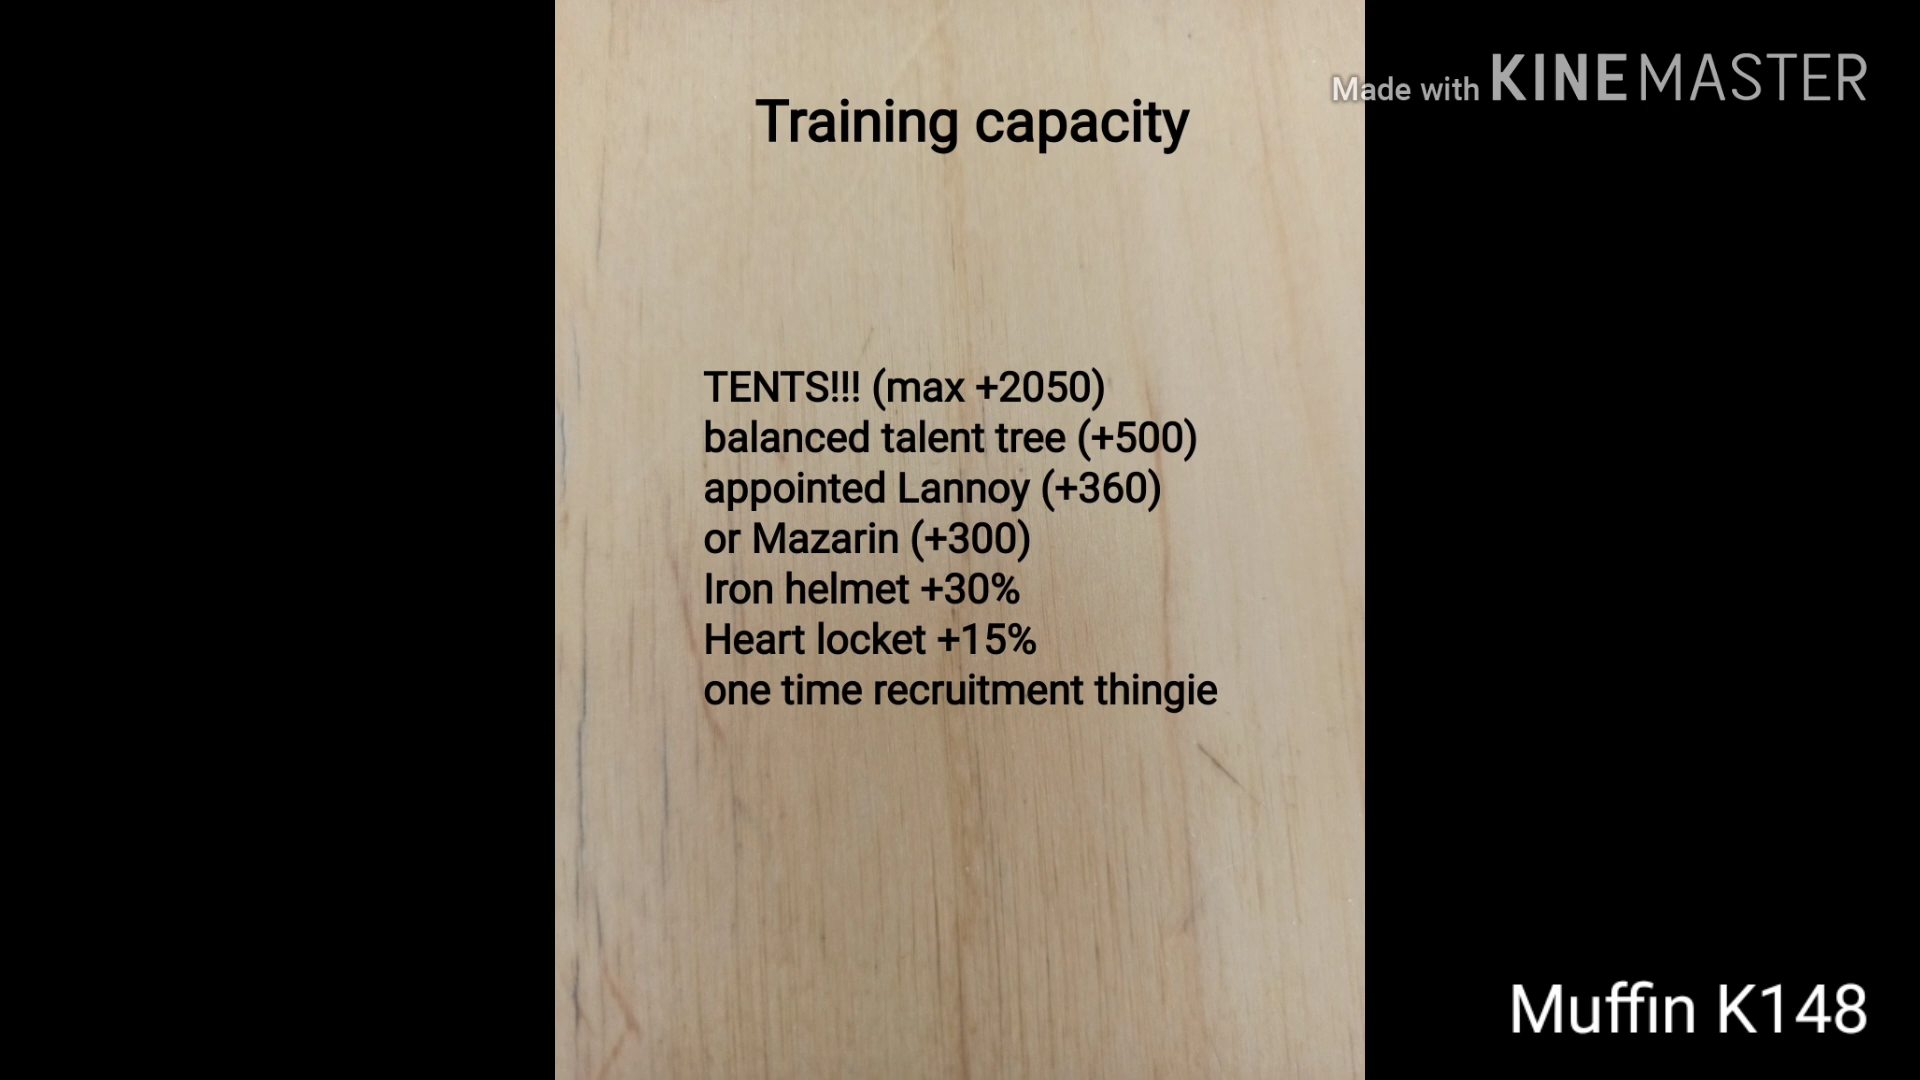 Made with KINEMASTER
Training capacity
TENTS!!! (max +2050)
balanced talent tree (+500)
appointed Lannoy (+360)
or Mazarin (+300)
Iron helmet +30%
Heart locket +15%
one time recruitment thingie
Muffin K148